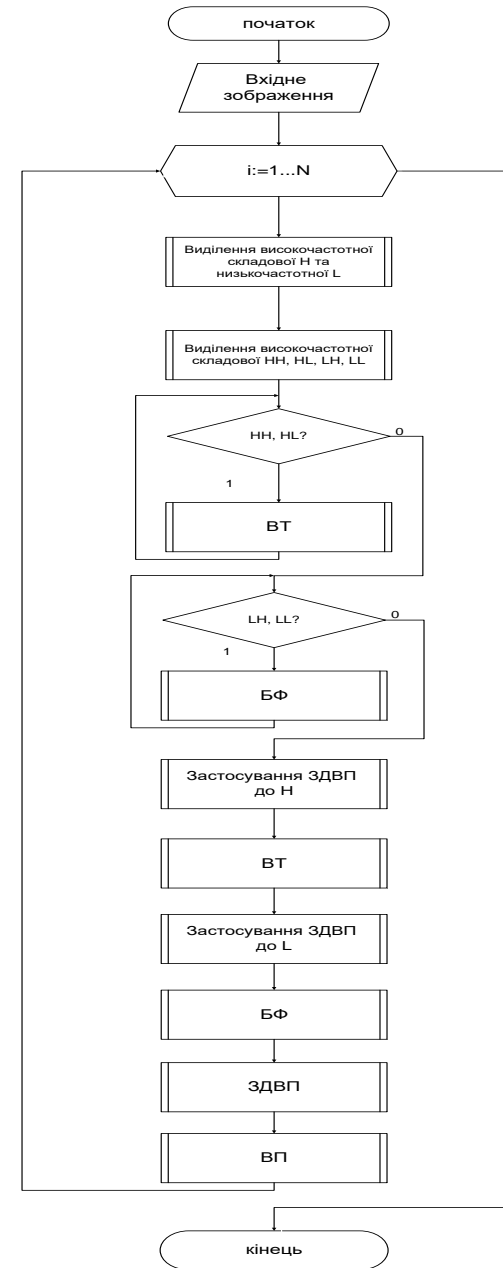 початок
Вхідне
зображення
i:=1...N
Виділення високочастотної
складової H та
низькочастотної L
Виділення високочастотної
складової HH, HL, LH, LL
HH, HL?
0
1
ВТ
LH, LL?
0
1
БФ
Застосування ЗДВП
до H
ВТ
Застосування ЗДВП
до L
БФ
ЗДВП
ВП
кінець